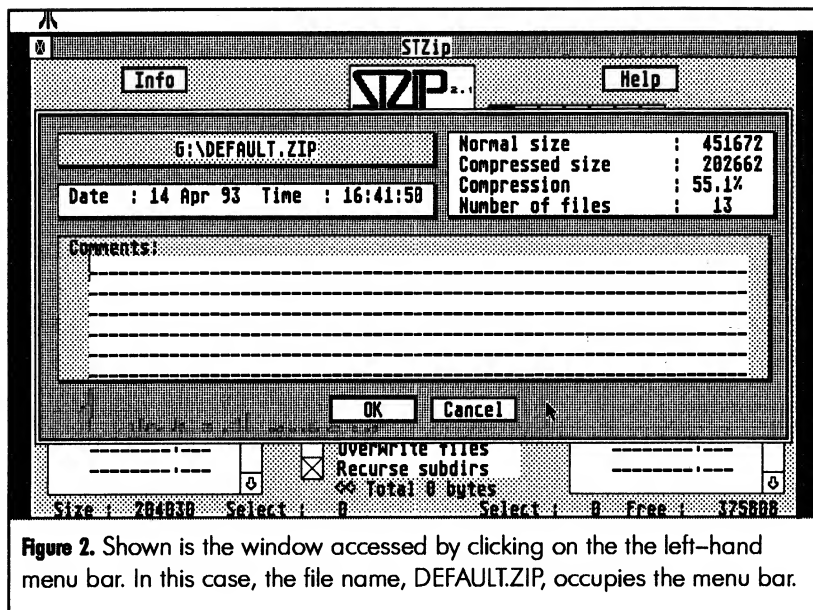 STZip
Info
STZIP 2.1
Help
G:\DEFAULT.ZIP
Date : 14 Apr 93 Time : 16:41:50
Normal size : 451672
Compressed size : 202662
Compression : 55.1%
Number of files : 13
Comments:
OK Cancel
Overwrite files
Recurse subdirs
Total 0 bytes
Size : 204030 Select : 0 Select : 0 Free : 375808
Figure 2. Shown is the window accessed by clicking on the the left–hand
menu bar. In this case, the file name, DEFAULT.ZIP, occupies the menu bar.